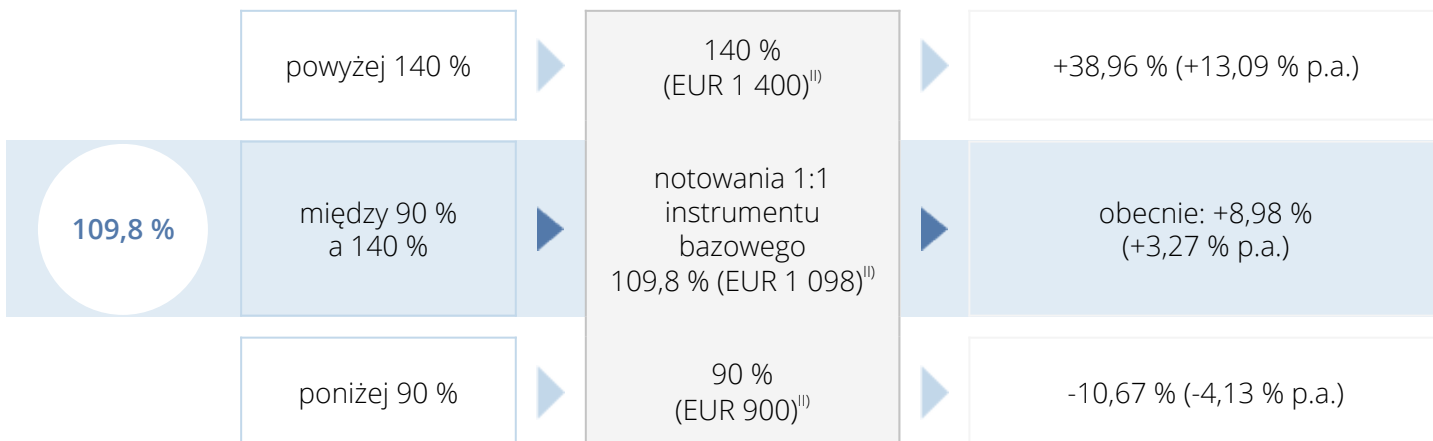 powyżej 140 %
140 %
(EUR 1 400)II)
+38,96 % (+13,09 % p.a.)
109,8 %
między 90 %
a 140 %
notowania 1:1
instrumentu
bazowego
109,8 % (EUR 1 098)II)
obecnie: +8,98 %
(+3,27 % p.a.)
poniżej 90 %
90 %
(EUR 900)II)
-10,67 % (-4,13 % p.a.)